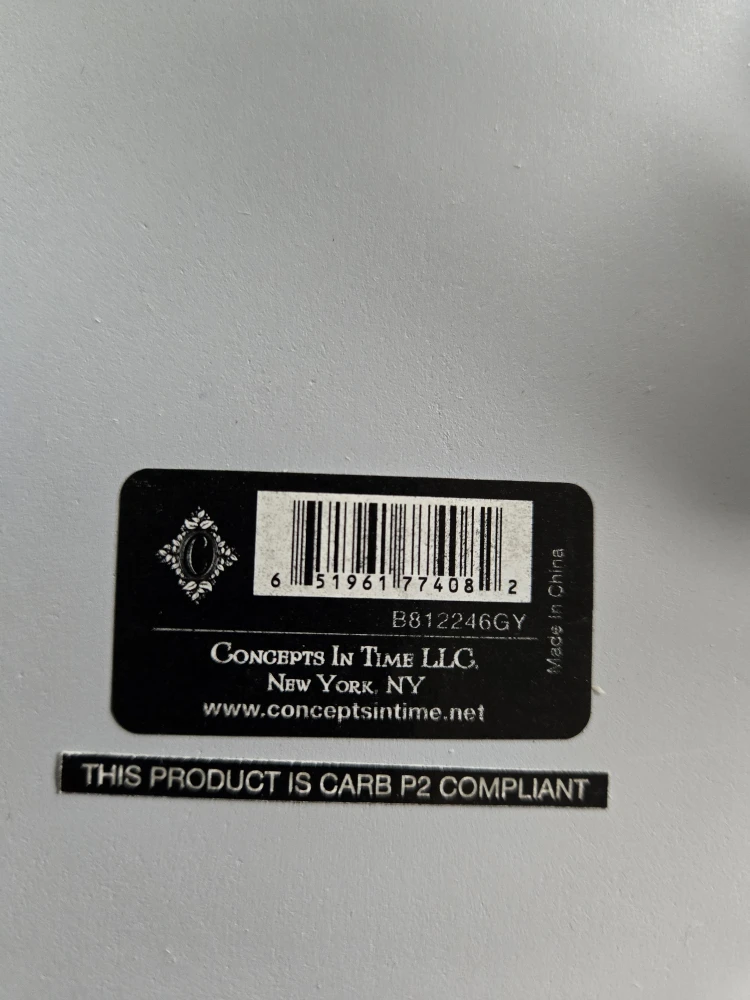 C
6 51961 77408 2
B812246GY
Made In China
CONCEPTS IN TIME LLC.
NEW YORK, NY
www.conceptsintime.net
THIS PRODUCT IS CARB P2 COMPLIANT